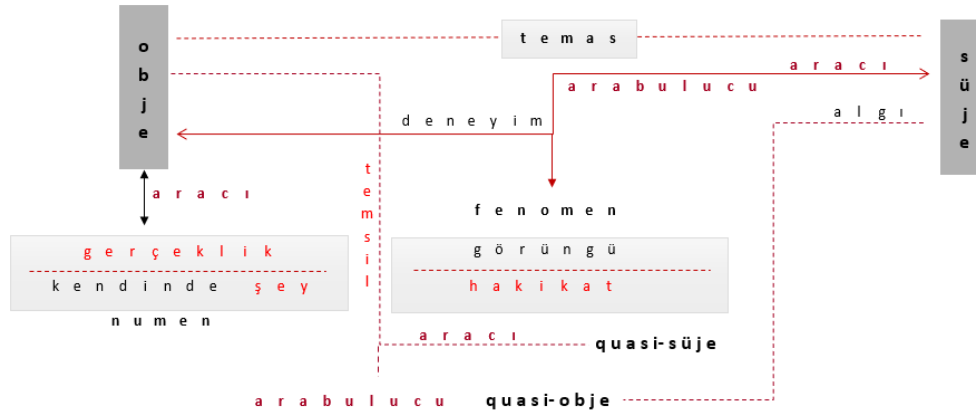 obje
temas
süje
aracı
arabulucu
deneyim
algı
aracı
temsil
fenomen
gerçeklik
görüngü
kendinde şey
hakikat
numen
aracı
quasi-süje
arabulucu
quasi-obje